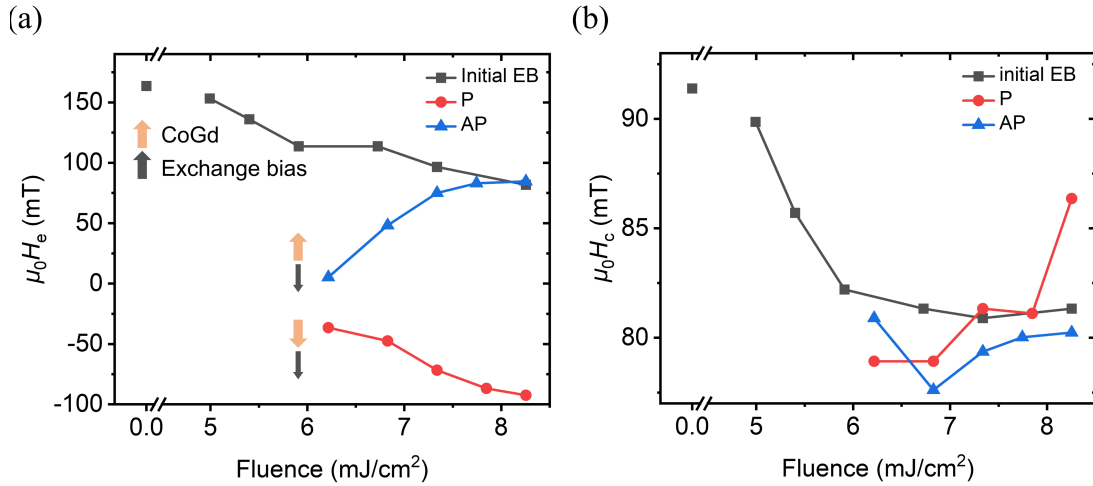 (a)
150
100
50
0
-50
-100
μ₀Hₑ (mT)
Initial EB
P
AP
CoGd
Exchange bias
0.0 5 6 7 8
Fluence (mJ/cm²)
(b)
90
85
80
μ₀H_c (mT)
initial EB
P
AP
0.0 5 6 7 8
Fluence (mJ/cm²)